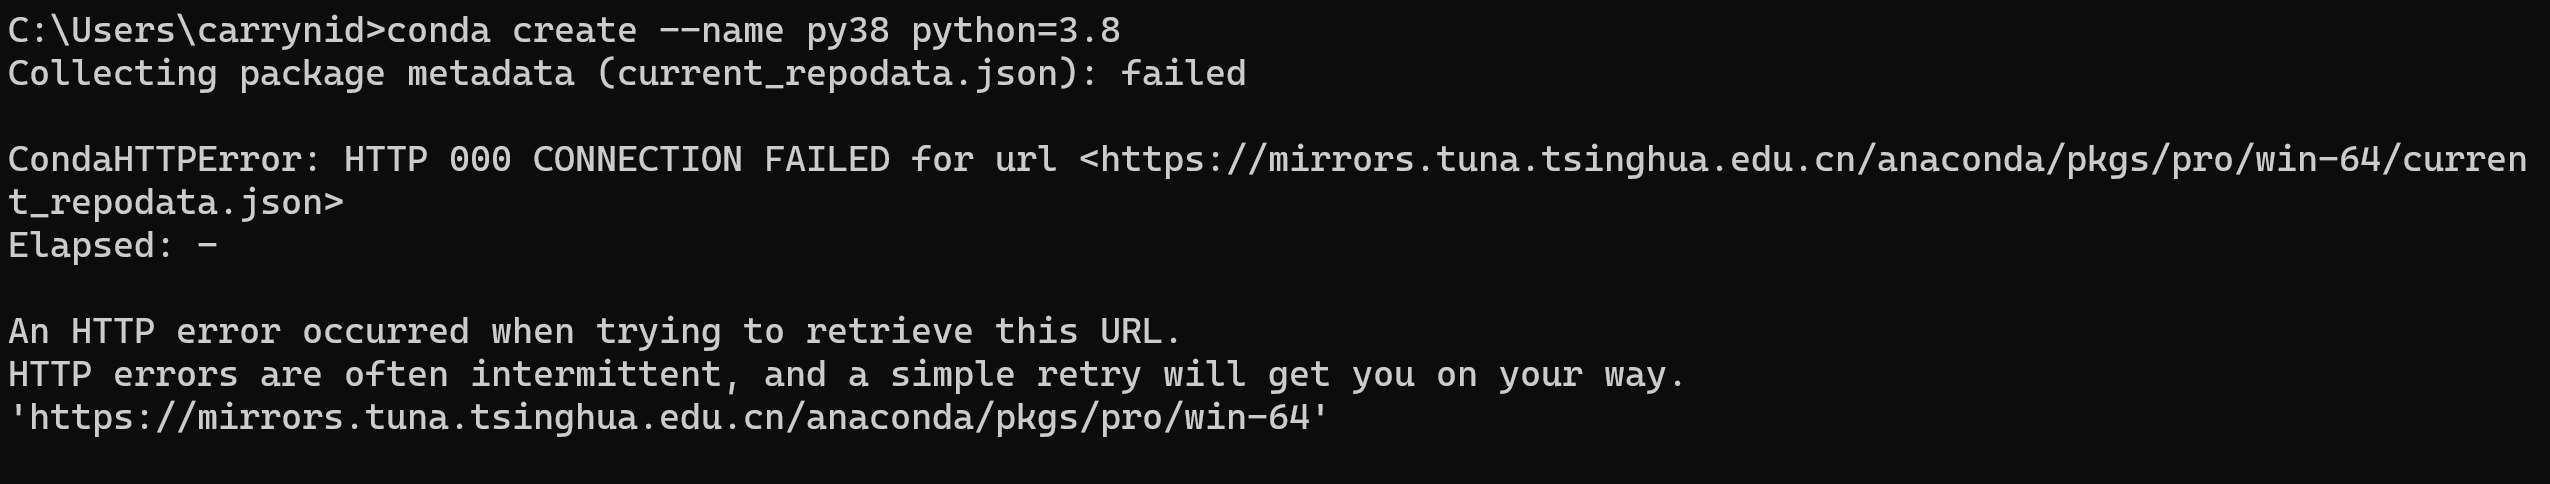 C:\Users\carrynid>conda create --name py38 python=3.8
Collecting package metadata (current_repodata.json): failed
CondaHTTPError: HTTP 000 CONNECTION FAILED for url <https://mirrors.tuna.tsinghua.edu.cn/anaconda/pkgs/pro/win-64/curren
t_repodata.json>
Elapsed: -
An HTTP error occurred when trying to retrieve this URL.
HTTP errors are often intermittent, and a simple retry will get you on your way.
'https://mirrors.tuna.tsinghua.edu.cn/anaconda/pkgs/pro/win-64'